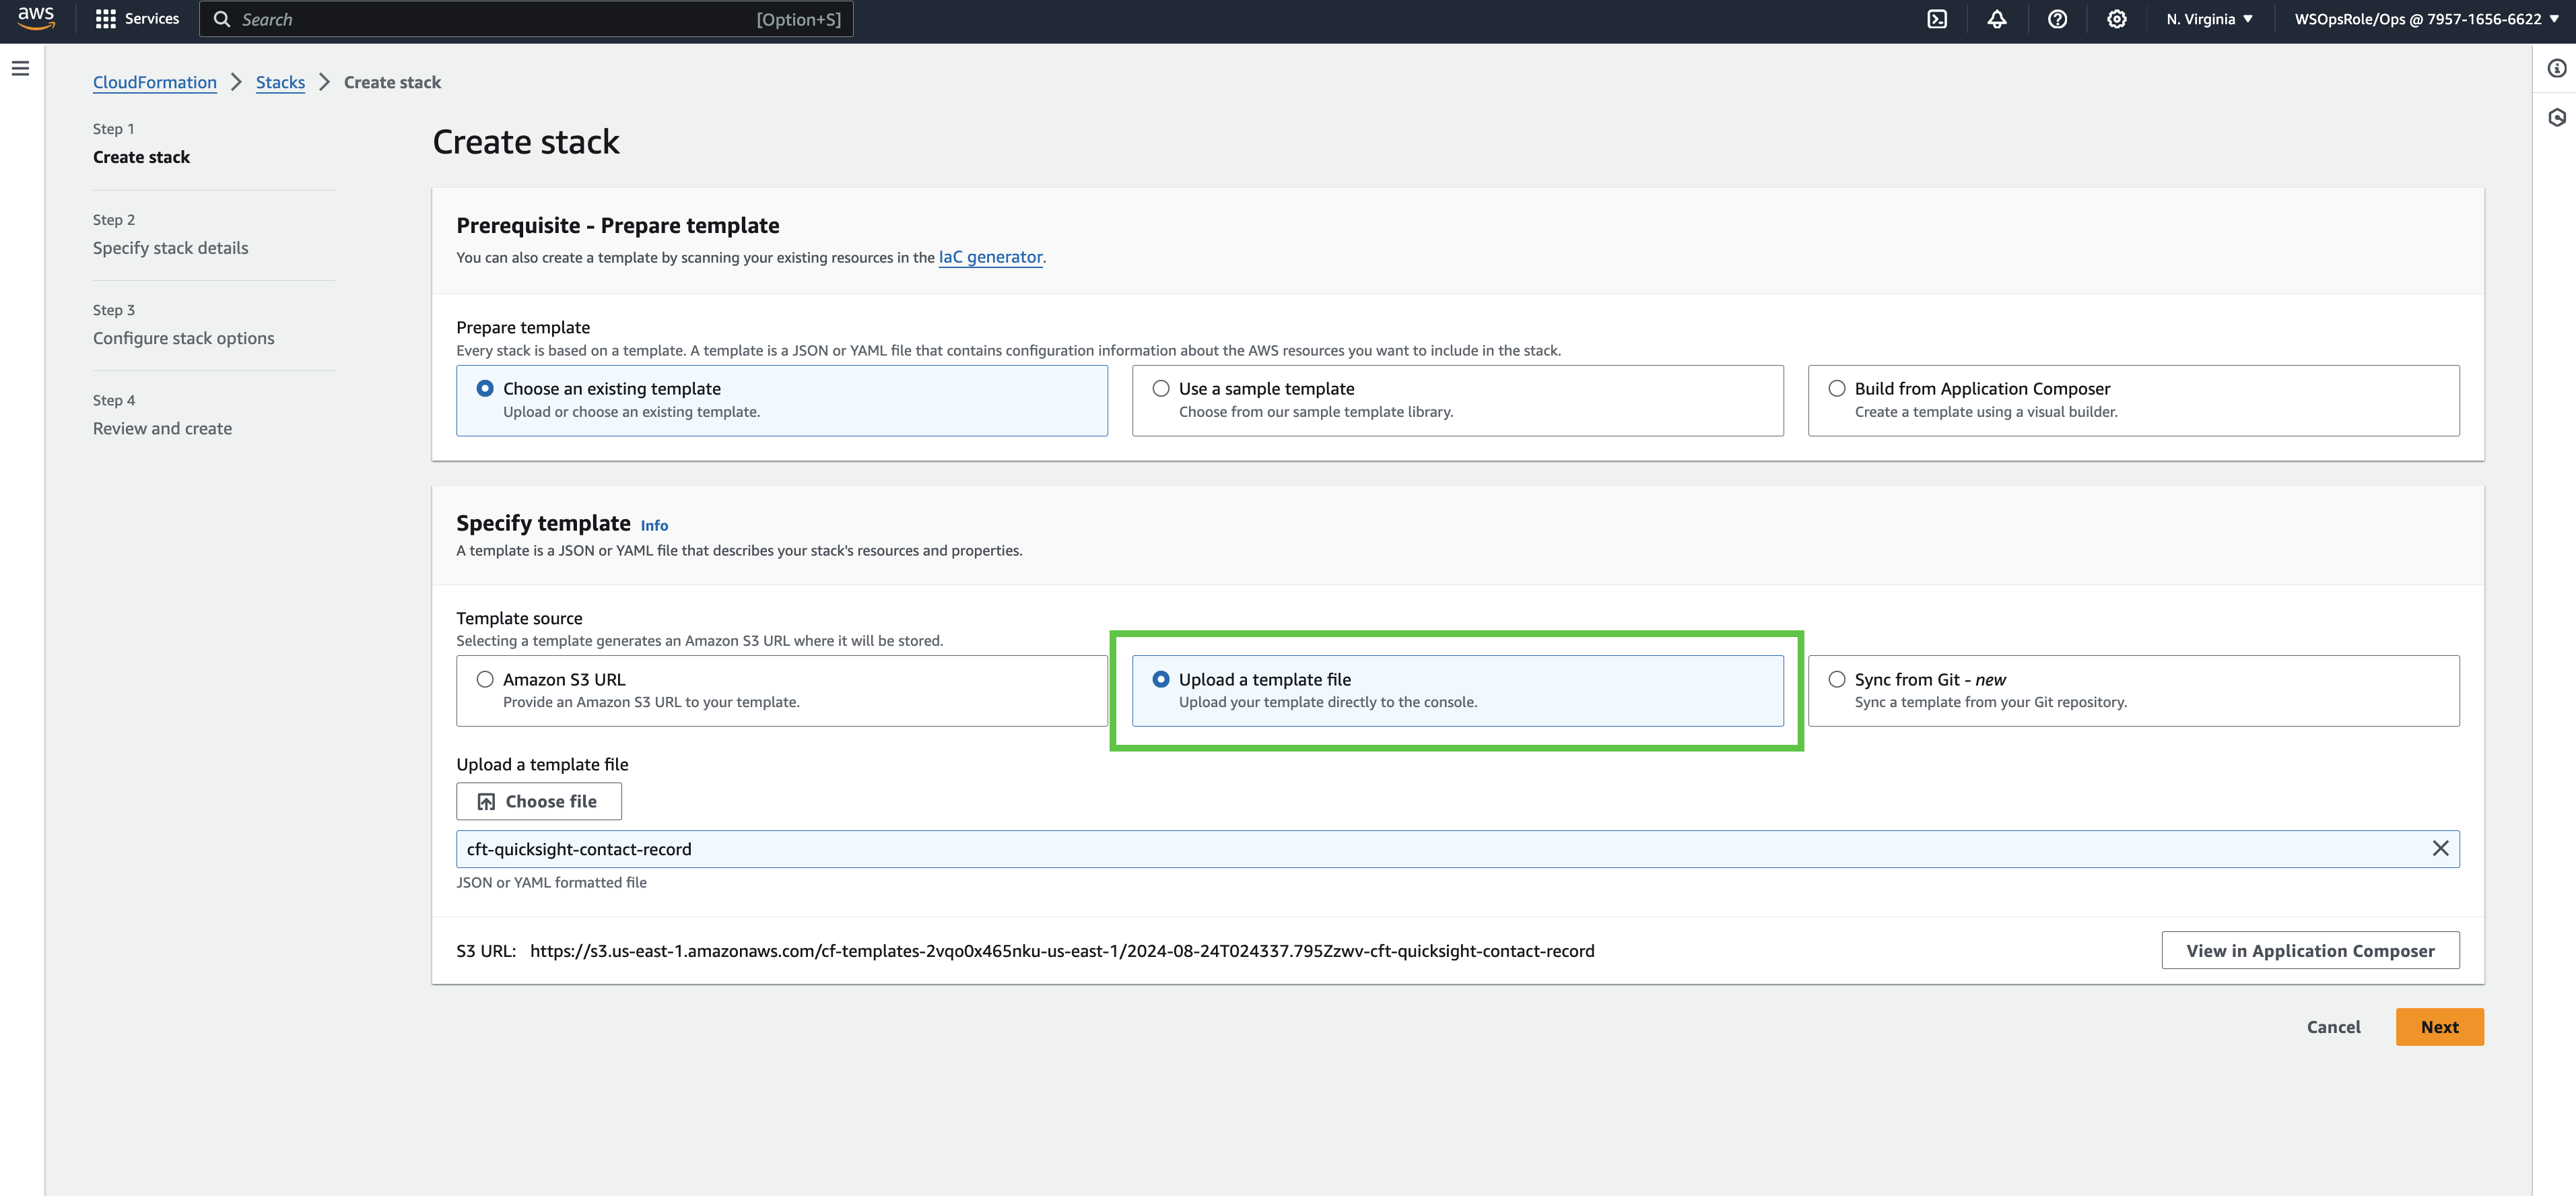 aws
Services
Search
[Option+S]
N. Virginia
WSOpsRole/Ops @ 7957-1656-6622
CloudFormation
Stacks
Create stack
Step 1
Create stack
Step 2
Specify stack details
Step 3
Configure stack options
Step 4
Review and create
Create stack
Prerequisite - Prepare template
You can also create a template by scanning your existing resources in the IaC generator.
Prepare template
Every stack is based on a template. A template is a JSON or YAML file that contains configuration information about the AWS resources you want to include in the stack.
Choose an existing template
Upload or choose an existing template.
Use a sample template
Choose from our sample template library.
Build from Application Composer
Create a template using a visual builder.
Specify template Info
A template is a JSON or YAML file that describes your stack's resources and properties.
Template source
Selecting a template generates an Amazon S3 URL where it will be stored.
Amazon S3 URL
Provide an Amazon S3 URL to your template.
Upload a template file
Upload your template directly to the console.
Sync from Git - new
Sync a template from your Git repository.
Upload a template file
Choose file
cft-quicksight-contact-record
JSON or YAML formatted file
S3 URL: https://s3.us-east-1.amazonaws.com/cf-templates-2vqo0x465nku-us-east-1/2024-08-24T024337.795Zzwv-cft-quicksight-contact-record
View in Application Composer
Cancel
Next